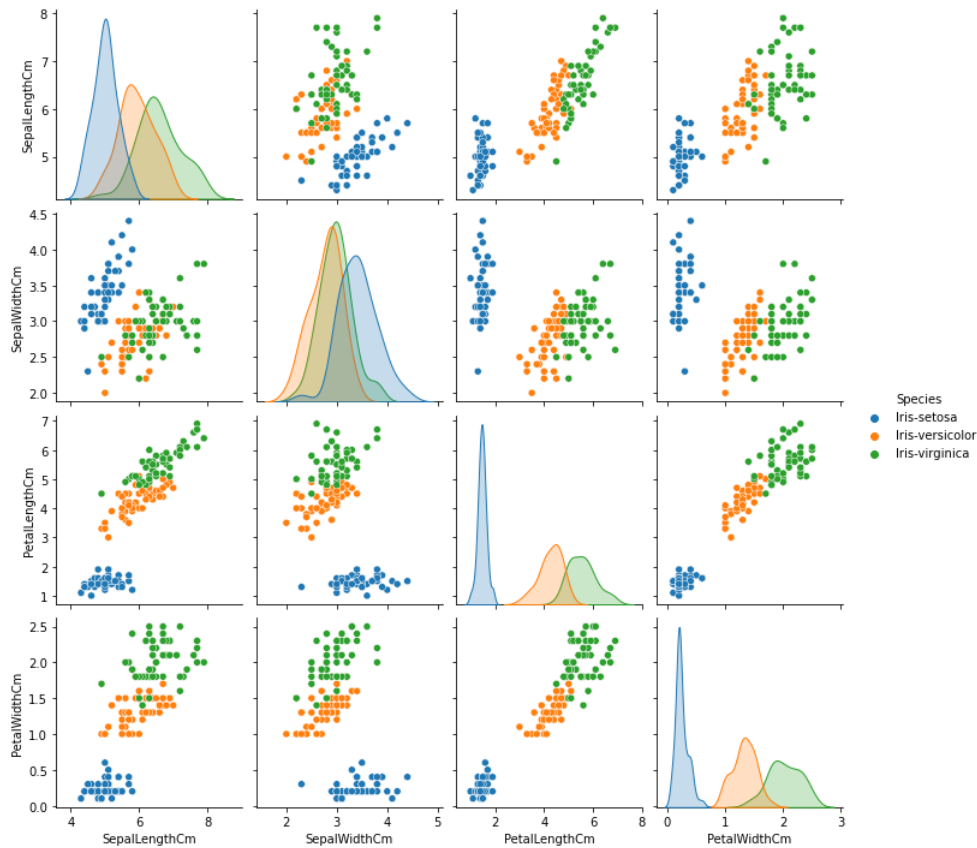 8
7
6
5
SepalLengthCm
4.5
4.0
3.5
3.0
2.5
2.0
SepalWidthCm
Species
Iris-setosa
Iris-versicolor
Iris-virginica
7
6
5
4
3
2
1
PetalLengthCm
2.5
2.0
1.5
1.0
0.5
0.0
PetalWidthCm
4 6 8
SepalLengthCm
2 3 4 5
SepalWidthCm
2 4 6 8
PetalLengthCm
0 1 2 3
PetalWidthCm